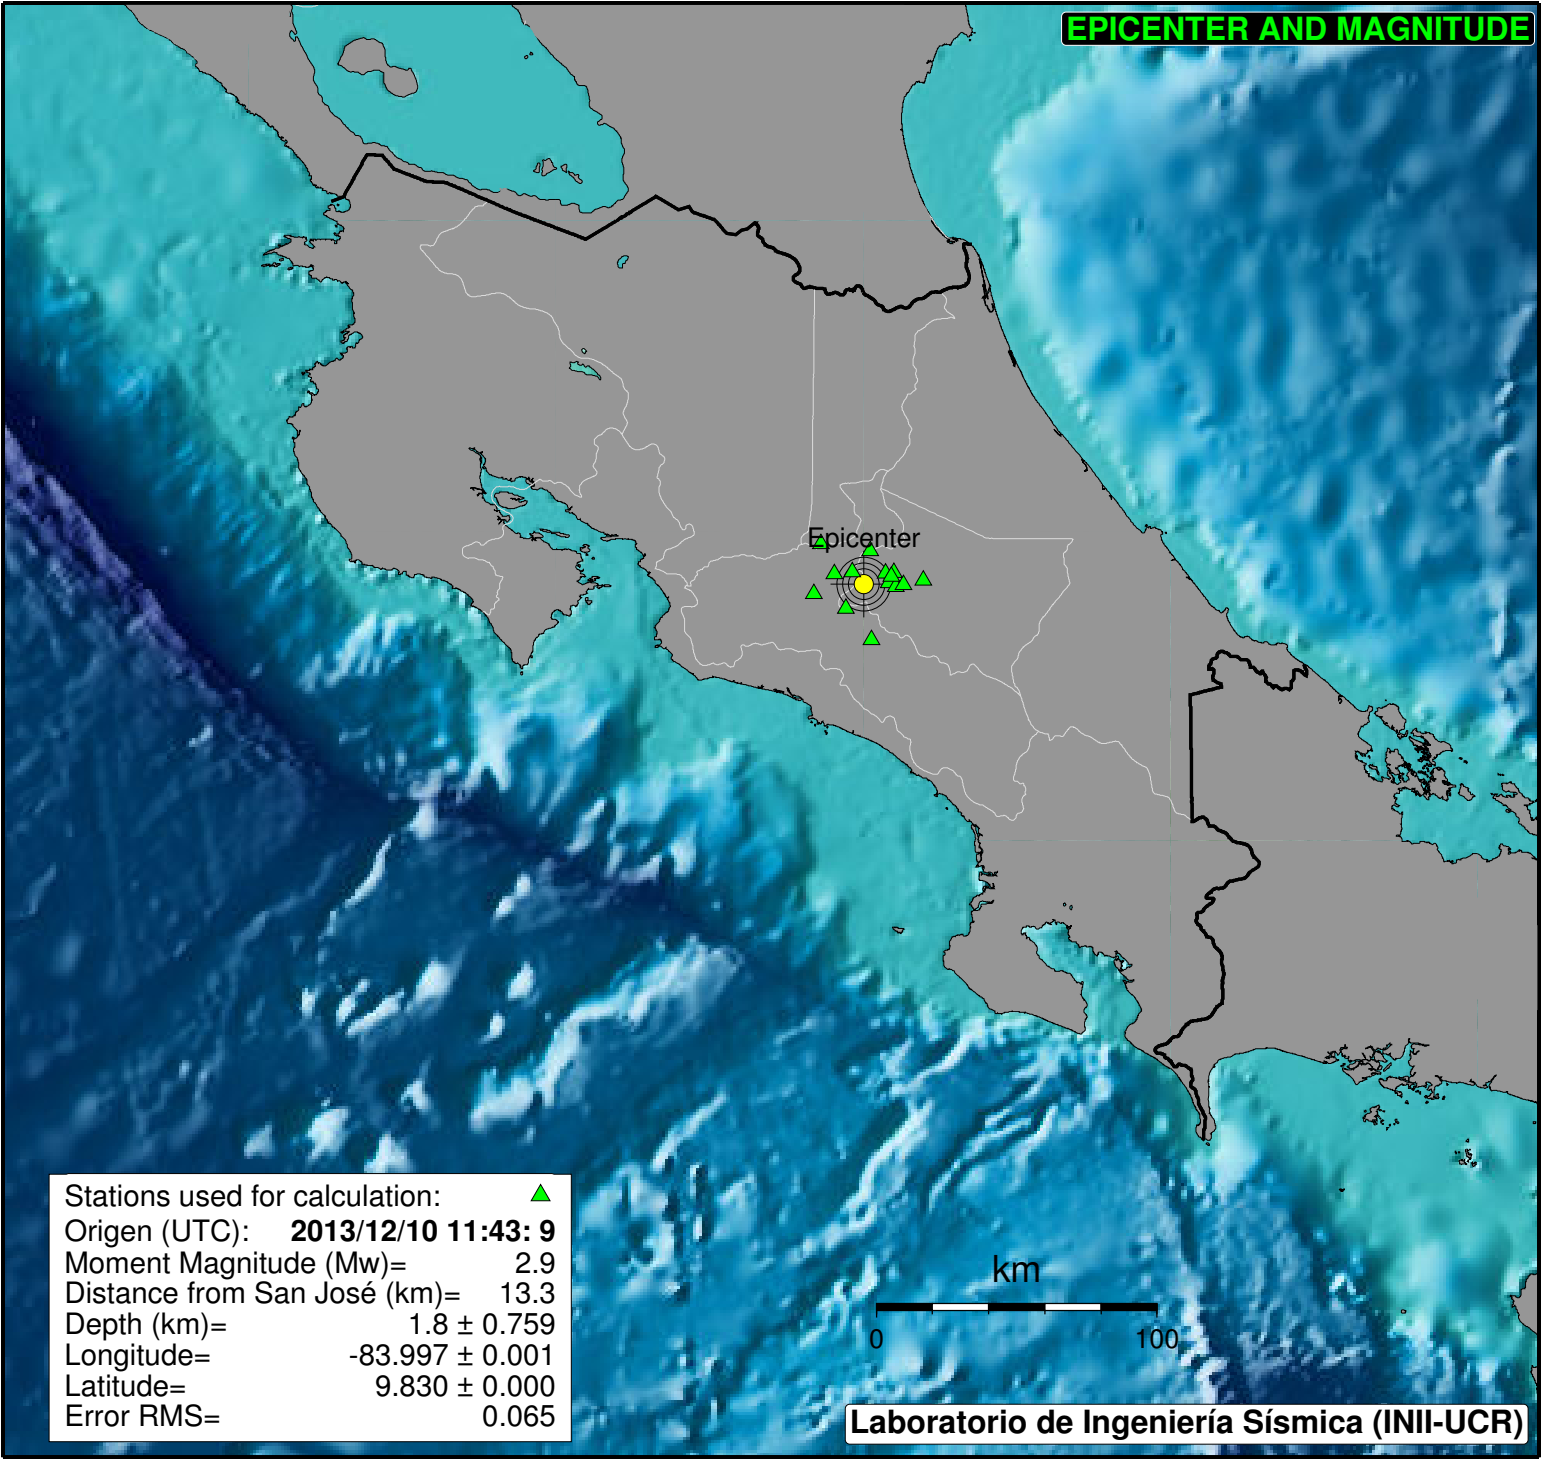 EPICENTER AND MAGNITUDE
Epicenter
Stations used for calculation:
Origen (UTC): 2013/12/10 11:43: 9
Moment Magnitude (Mw)= 2.9
Distance from San José (km)= 13.3
Depth (km)= 1.8 ± 0.759
Longitude= -83.997 ± 0.001
Latitude= 9.830 ± 0.000
Error RMS= 0.065
km
0 100
Laboratorio de Ingeniería Sísmica (INII-UCR)